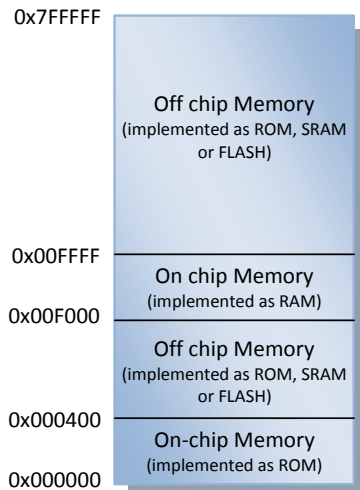 0x7FFFFF
Off chip Memory
(implemented as ROM, SRAM
or FLASH)
0x00FFFF
On chip Memory
(implemented as RAM)
0x00F000
Off chip Memory
(implemented as ROM, SRAM
or FLASH)
0x000400
On-chip Memory
(implemented as ROM)
0x000000